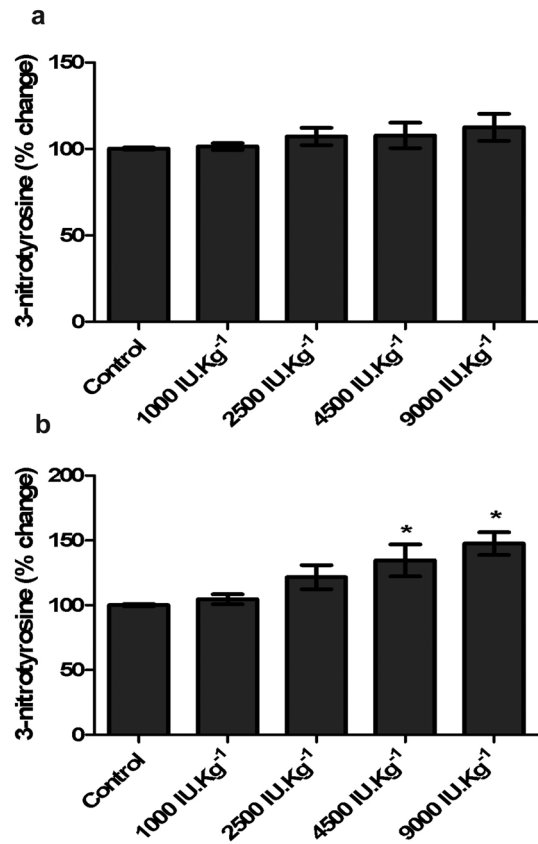 a
3-nitrotyrosine (% change)
150
100
50
0
Control
1000 IU.Kg⁻¹
2500 IU.Kg⁻¹
4500 IU.Kg⁻¹
9000 IU.Kg⁻¹
b
3-nitrotyrosine (% change)
200
150
100
50
0
*
*
Control
1000 IU.Kg⁻¹
2500 IU.Kg⁻¹
4500 IU.Kg⁻¹
9000 IU.Kg⁻¹